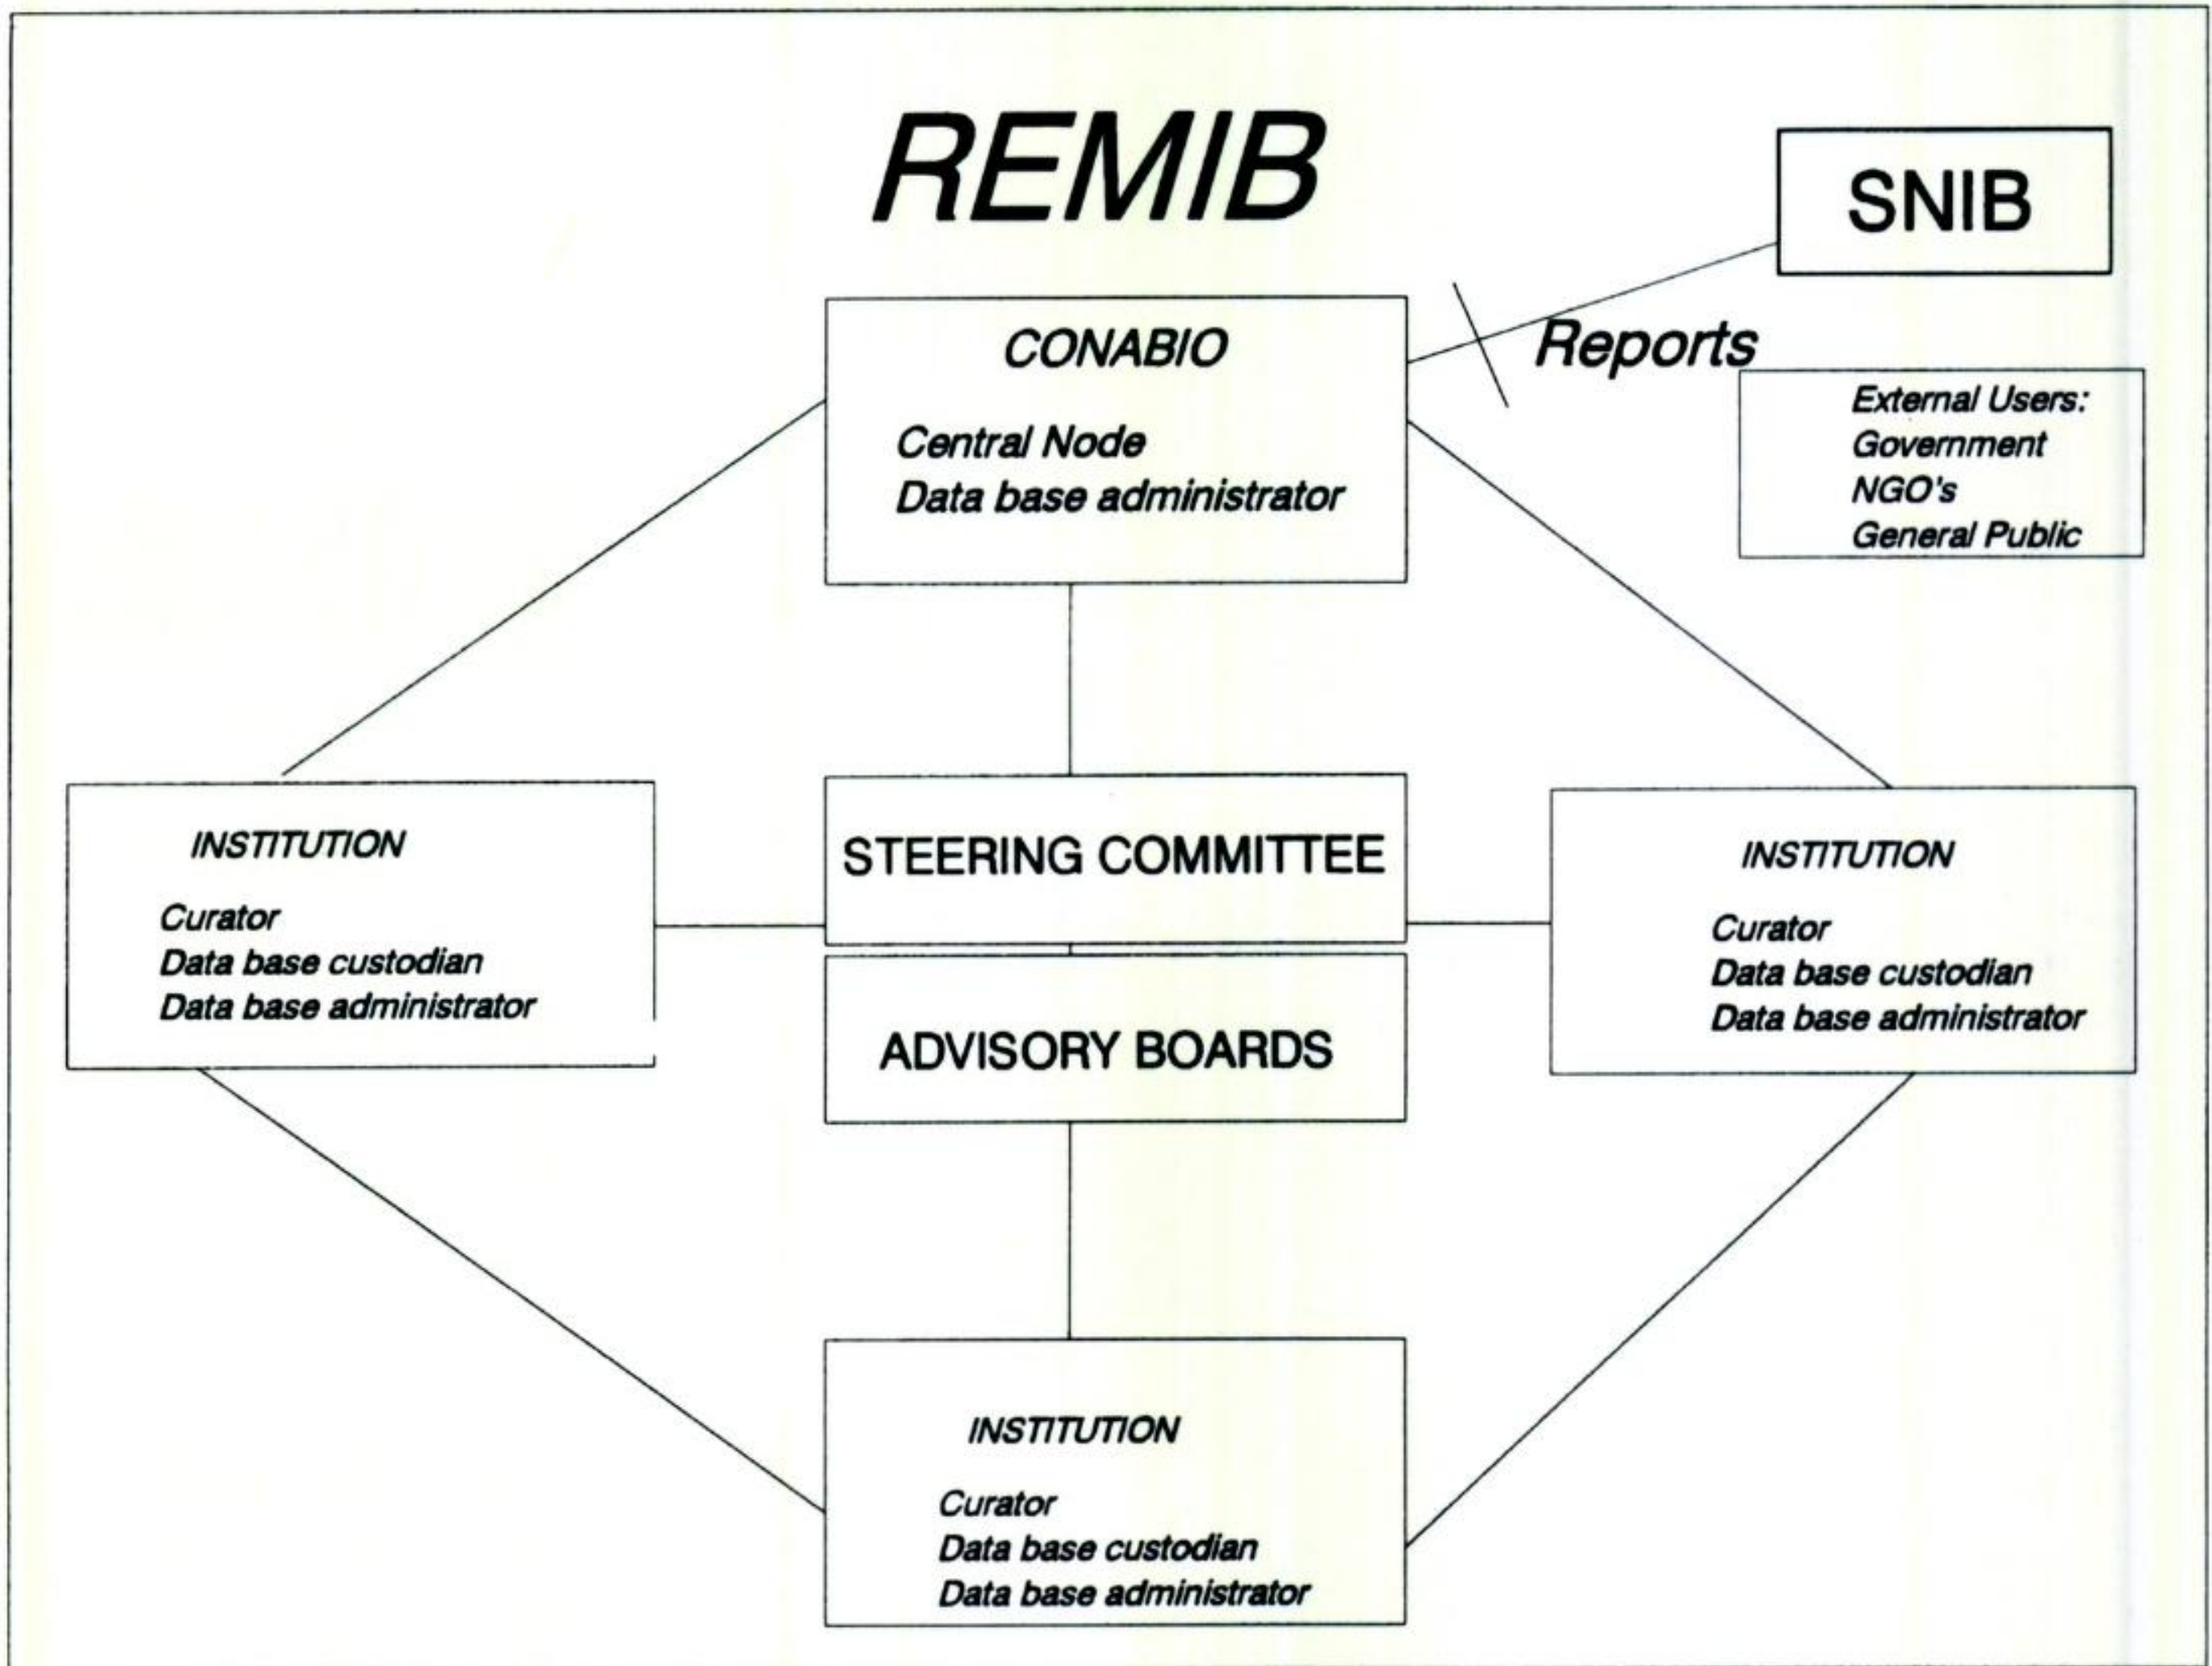 REMIB
SNIB
CONABIO
Central Node
Data base administrator
Reports
External Users:
Government
NGO's
General Public
INSTITUTION
Curator
Data base custodian
Data base administrator
STEERING COMMITTEE
ADVISORY BOARDS
INSTITUTION
Curator
Data base custodian
Data base administrator
INSTITUTION
Curator
Data base custodian
Data base administrator